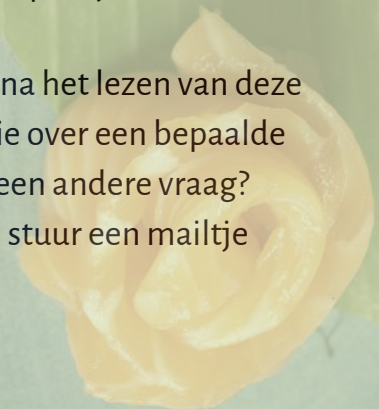 na het lezen van deze
ie over een bepaalde
een andere vraag?
stuur een mailtje